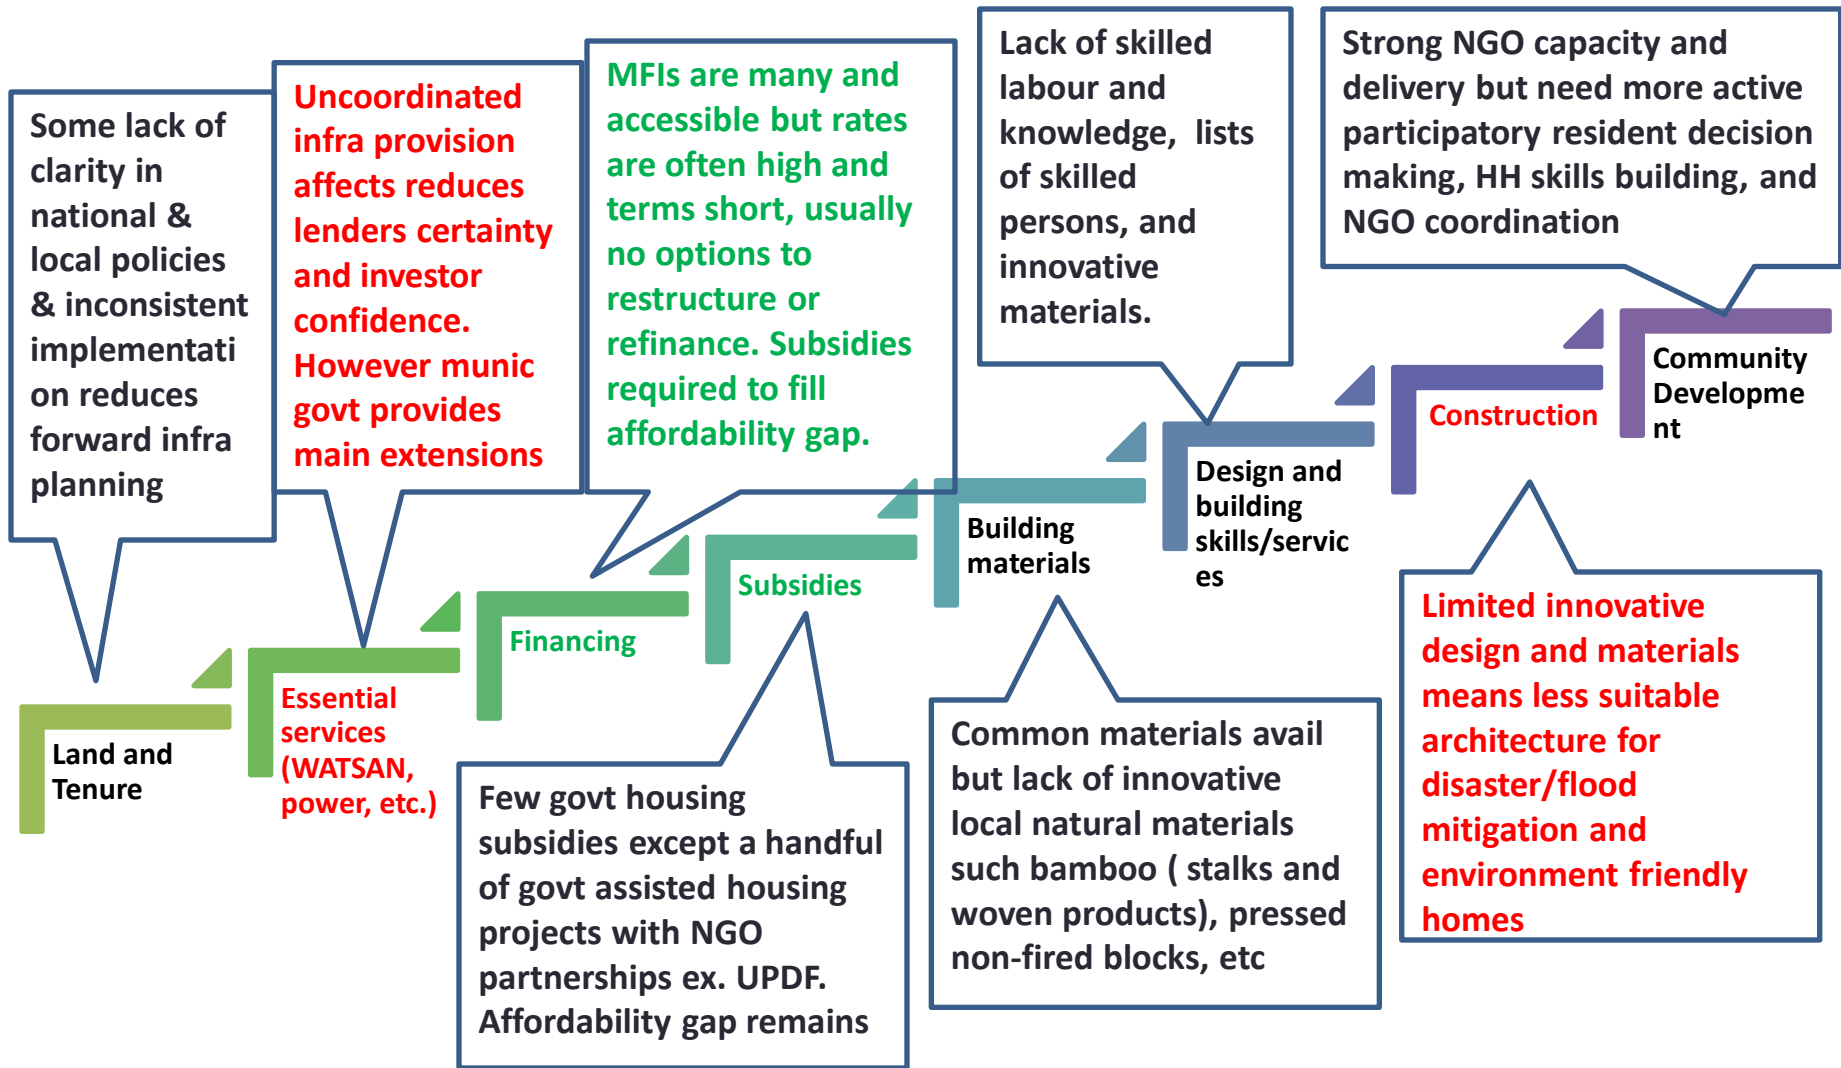 Some lack of
clarity in
national &
local policies
& inconsistent
implementati
on reduces
forward infra
planning
Uncoordinated
infra provision
affects reduces
lenders certainty
and investor
confidence.
However munic
govt provides
main extensions
MFIs are many and
accessible but rates
are often high and
terms short, usually
no options to
restructure or
refinance. Subsidies
required to fill
affordability gap.
Lack of skilled
labour and
knowledge, lists
of skilled
persons, and
innovative
materials.
Strong NGO capacity and
delivery but need more active
participatory resident decision
making, HH skills building, and
NGO coordination
Land and
Tenure
Essential
services
(WATSAN,
power, etc.)
Financing
Subsidies
Building
materials
Design and
building
skills/servic
es
Construction
Community
Developme
nt
Few govt housing
subsidies except a handful
of govt assisted housing
projects with NGO
partnerships ex. UPDF.
Affordability gap remains
Common materials avail
but lack of innovative
local natural materials
such bamboo ( stalks and
woven products), pressed
non-fired blocks, etc
Limited innovative
design and materials
means less suitable
architecture for
disaster/flood
mitigation and
environment friendly
homes